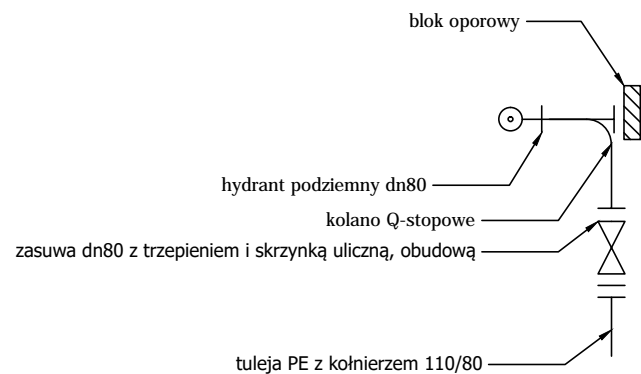 blok oporowy
hydrant podziemny dn80
kolano Q-stopowe
zasuwa dn80 z trzepieniem i skrzynką uliczną, obudową
tuleja PE z kołnierzem 110/80